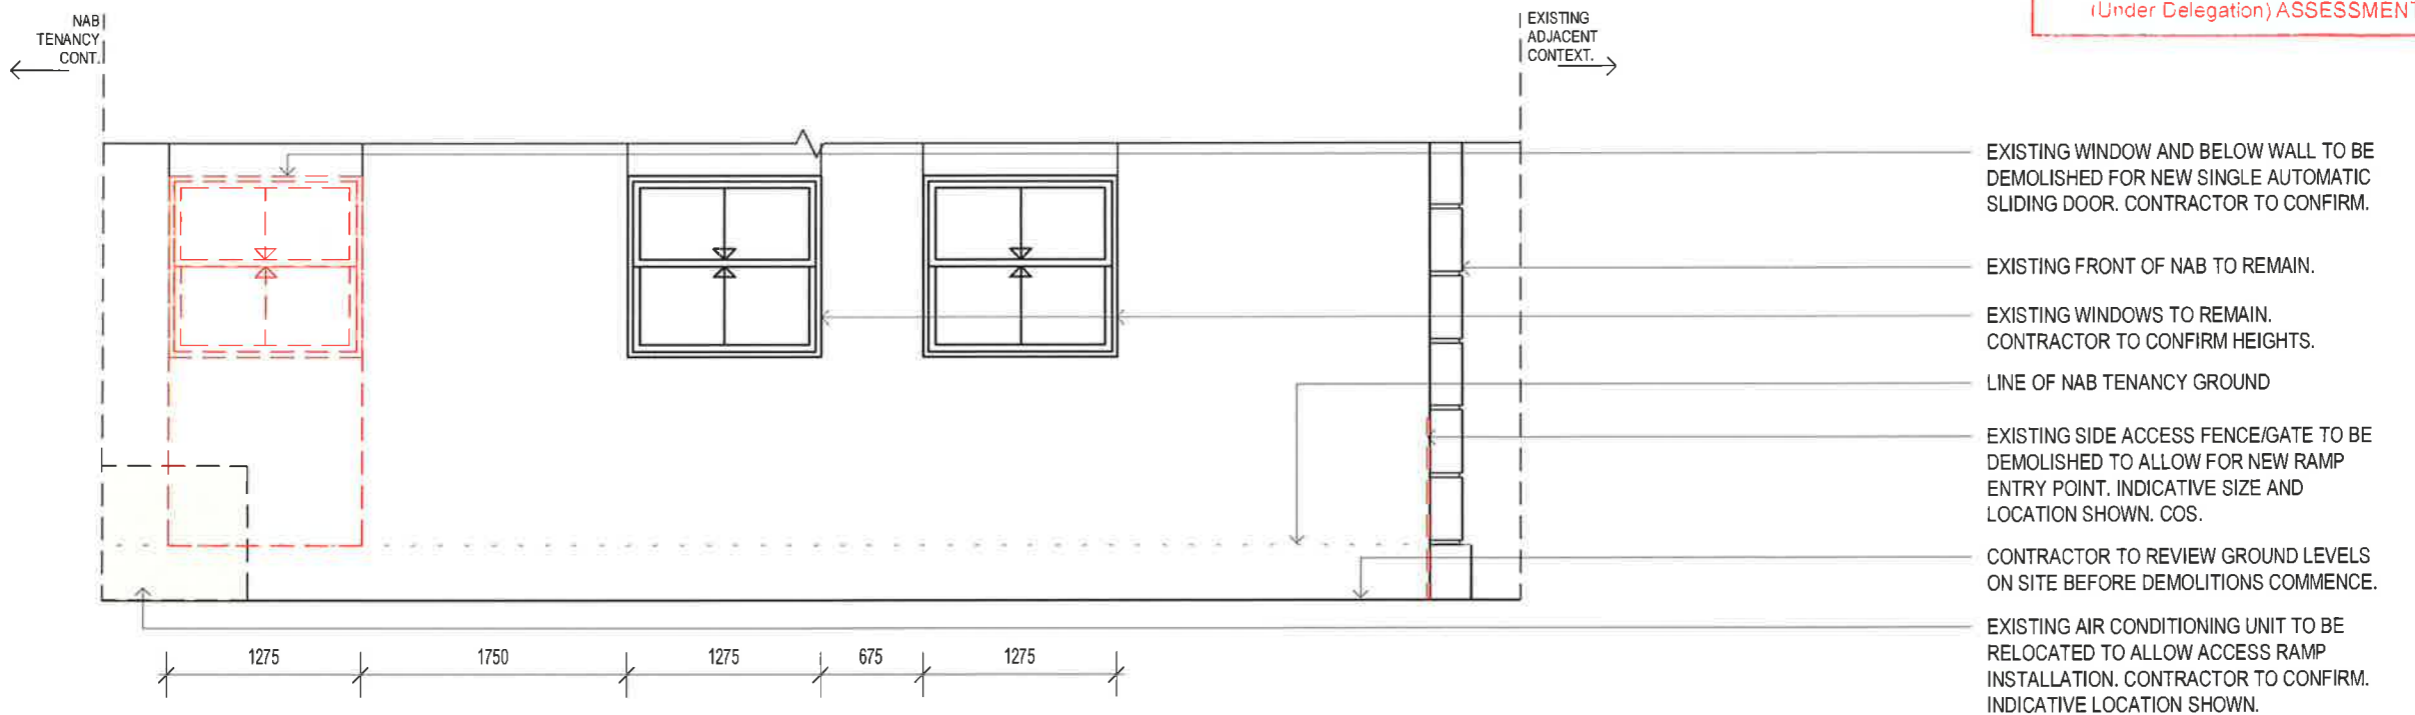 NAB
TENANCY
CONT.
EXISTING
ADJACENT
CONTEXT.
(Under Delegation) ASSESSMENT
EXISTING WINDOW AND BELOW WALL TO BE
DEMOLISHED FOR NEW SINGLE AUTOMATIC
SLIDING DOOR. CONTRACTOR TO CONFIRM.
EXISTING FRONT OF NAB TO REMAIN.
EXISTING WINDOWS TO REMAIN.
CONTRACTOR TO CONFIRM HEIGHTS.
LINE OF NAB TENANCY GROUND
EXISTING SIDE ACCESS FENCE/GATE TO BE
DEMOLISHED TO ALLOW FOR NEW RAMP
ENTRY POINT. INDICATIVE SIZE AND
LOCATION SHOWN. COS.
CONTRACTOR TO REVIEW GROUND LEVELS
ON SITE BEFORE DEMOLITIONS COMMENCE.
EXISTING AIR CONDITIONING UNIT TO BE
RELOCATED TO ALLOW ACCESS RAMP
INSTALLATION. CONTRACTOR TO CONFIRM.
INDICATIVE LOCATION SHOWN.
1275 1750 1275 675 1275